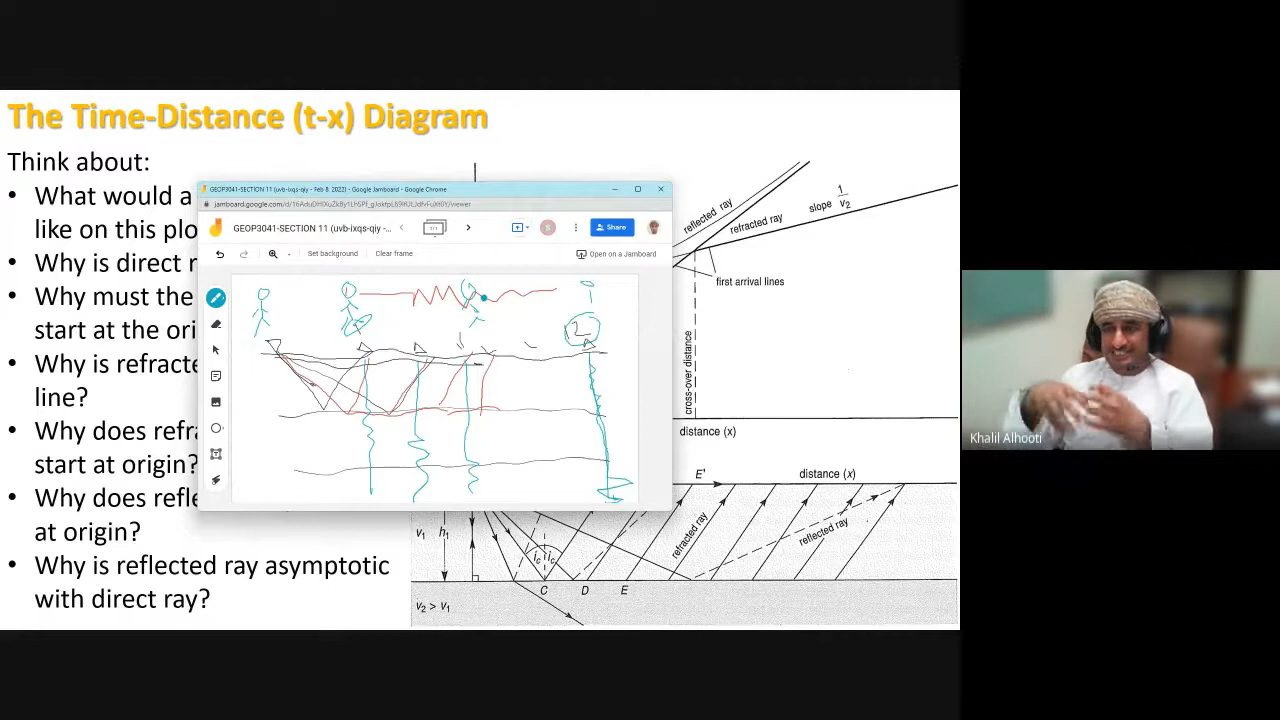 The Time-Distance (t-x) Diagram
Think about:
• What would a
like on this plo
• Why is direct r
• Why must the
start at the ori
• Why is refracte
line?
• Why does refra
start at origin?
• Why does refle
at origin?
• Why is reflected ray asymptotic
with direct ray?
GEOP3041-SECTION 11 (uvb-ixqs-qiy - Feb 8 2022) - Google Jamboard - Google Chrome
GEOP3041-SECTION 11 (uvb-ixqs-qiy -...
Share
Set background
Clear frame
Open on a Jamboard
2
reflected ray
refracted ray
slope 1/v₂
first arrival lines
cross-over distance
distance (x)
E'
distance (x)
v₁
h₁
i_c
i_c
refracted ray
reflected ray
C
D
E
v₂ > v₁
Khalil Alhooti